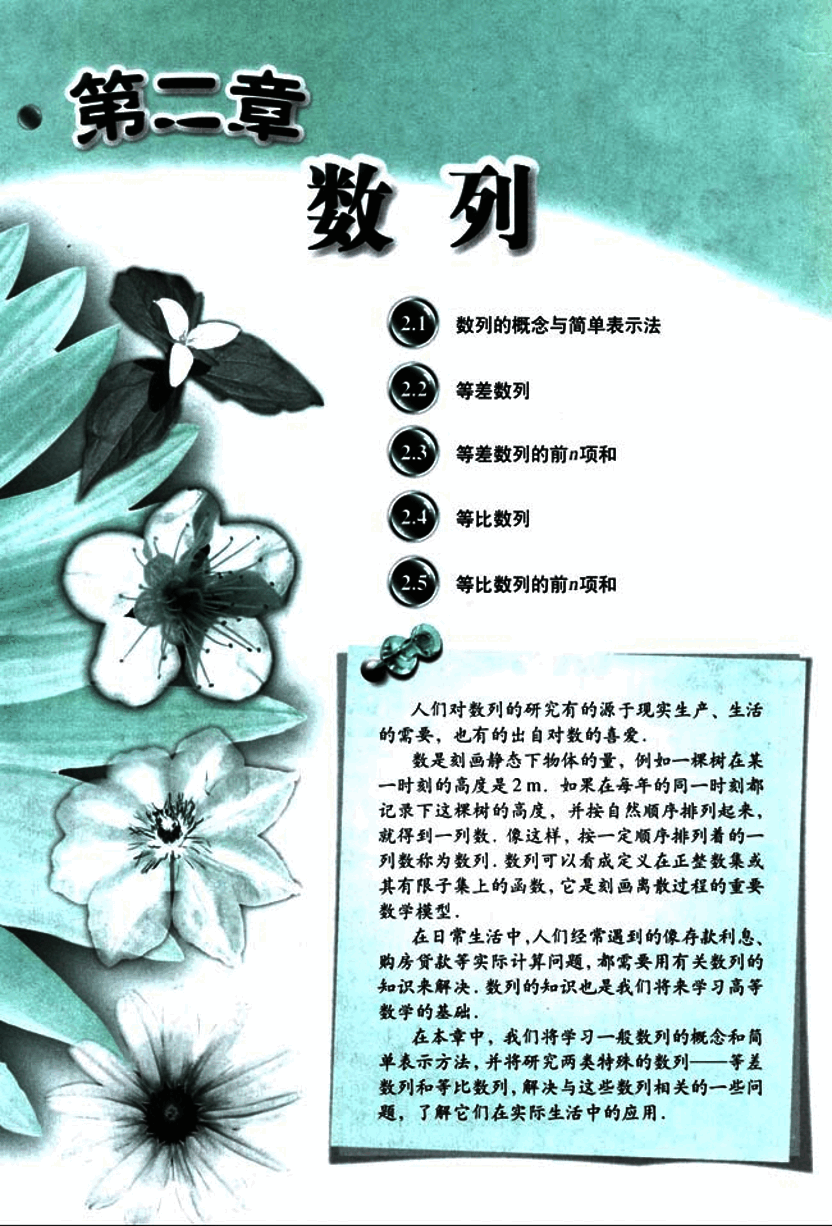 第二章
数列
2.1 数列的概念与简单表示法
2.2 等差数列
2.3 等差数列的前n项和
2.4 等比数列
2.5 等比数列的前n项和
人们对数列的研究有的源于现实生产、生活
的需要，也有的出自对数的喜爱.
数是刻画静态下物体的量，例如一棵树在某
一时刻的高度是2 m. 如果在每年的同一时刻都
记录下这棵树的高度，并按自然顺序排列起来，
就得到一列数. 像这样，按一定顺序排列着的一
列数称为数列. 数列可以看成定义在正整数集或
其有限子集上的函数，它是刻画离散过程的重要
数学模型.
在日常生活中，人们经常遇到的像存款利息、
购房贷款等实际计算问题，都需要用有关数列的
知识来解决. 数列的知识也是我们将来学习高等
数学的基础.
在本章中，我们将学习一般数列的概念和简
单表示方法，并将研究两类特殊的数列——等差
数列和等比数列，解决与这些数列相关的一些问
题，了解它们在实际生活中的应用.